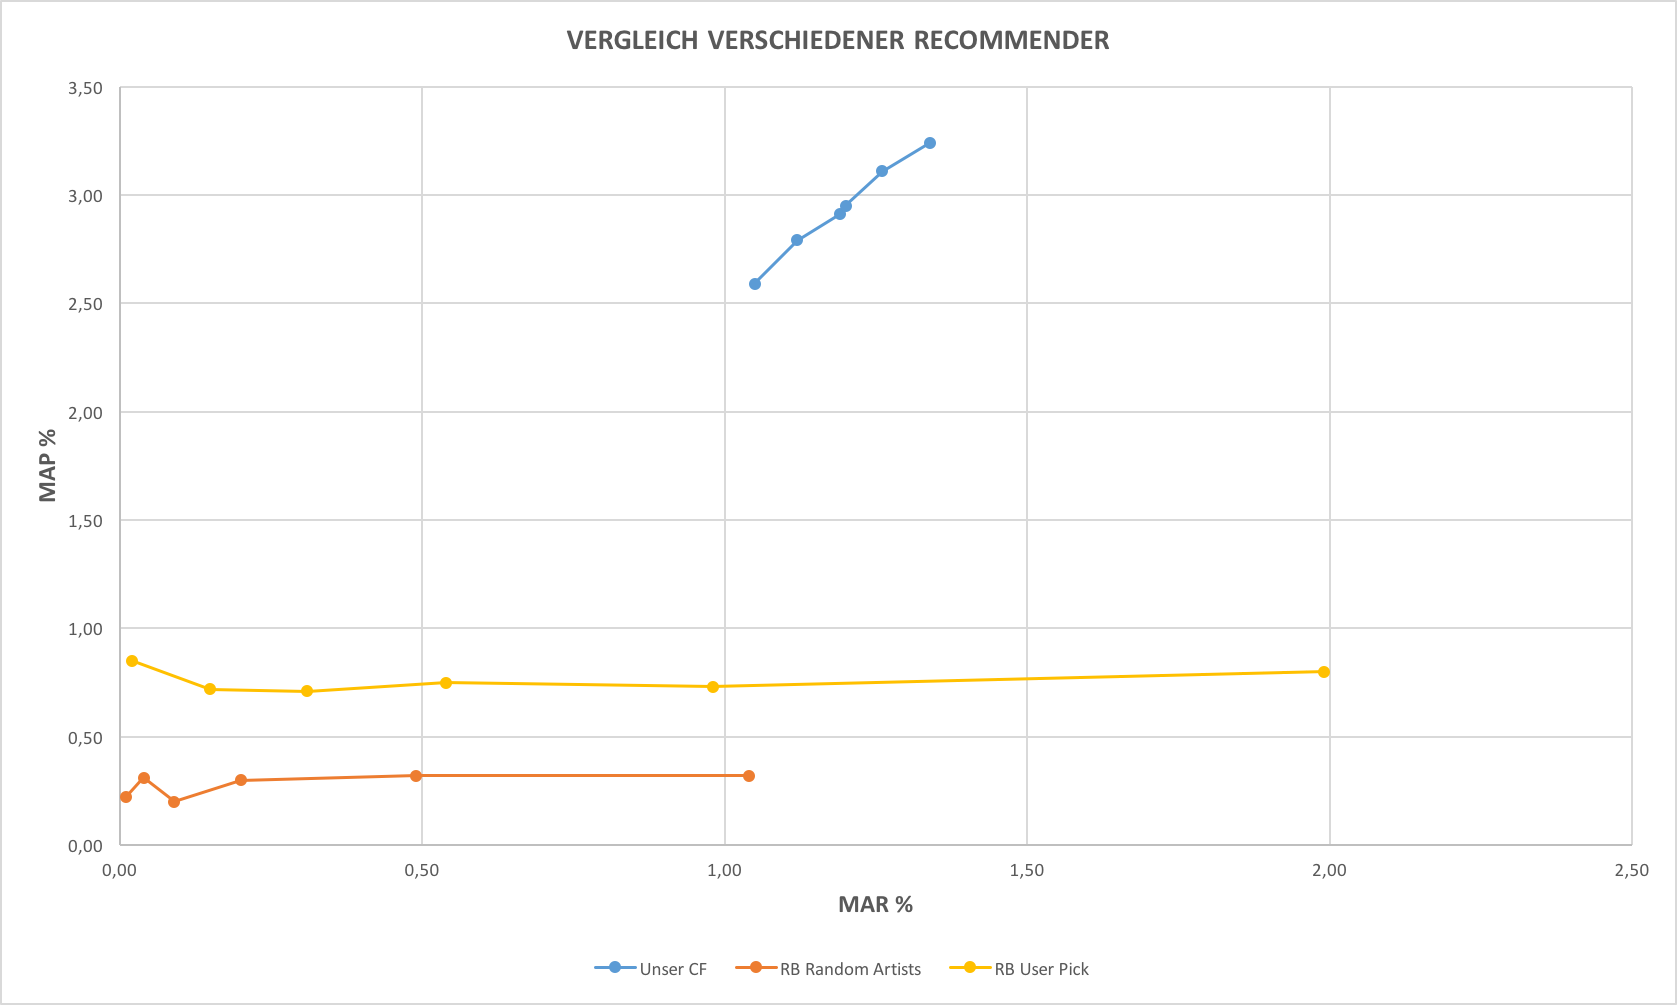 VERGLEICH VERSCHIEDENER RECOMMENDER
3,50
3,00
2,50
2,00
1,50
1,00
0,50
0,00
MAP %
0,00 0,50 1,00 1,50 2,00 2,50
MAR %
Unser CF RB Random Artists RB User Pick